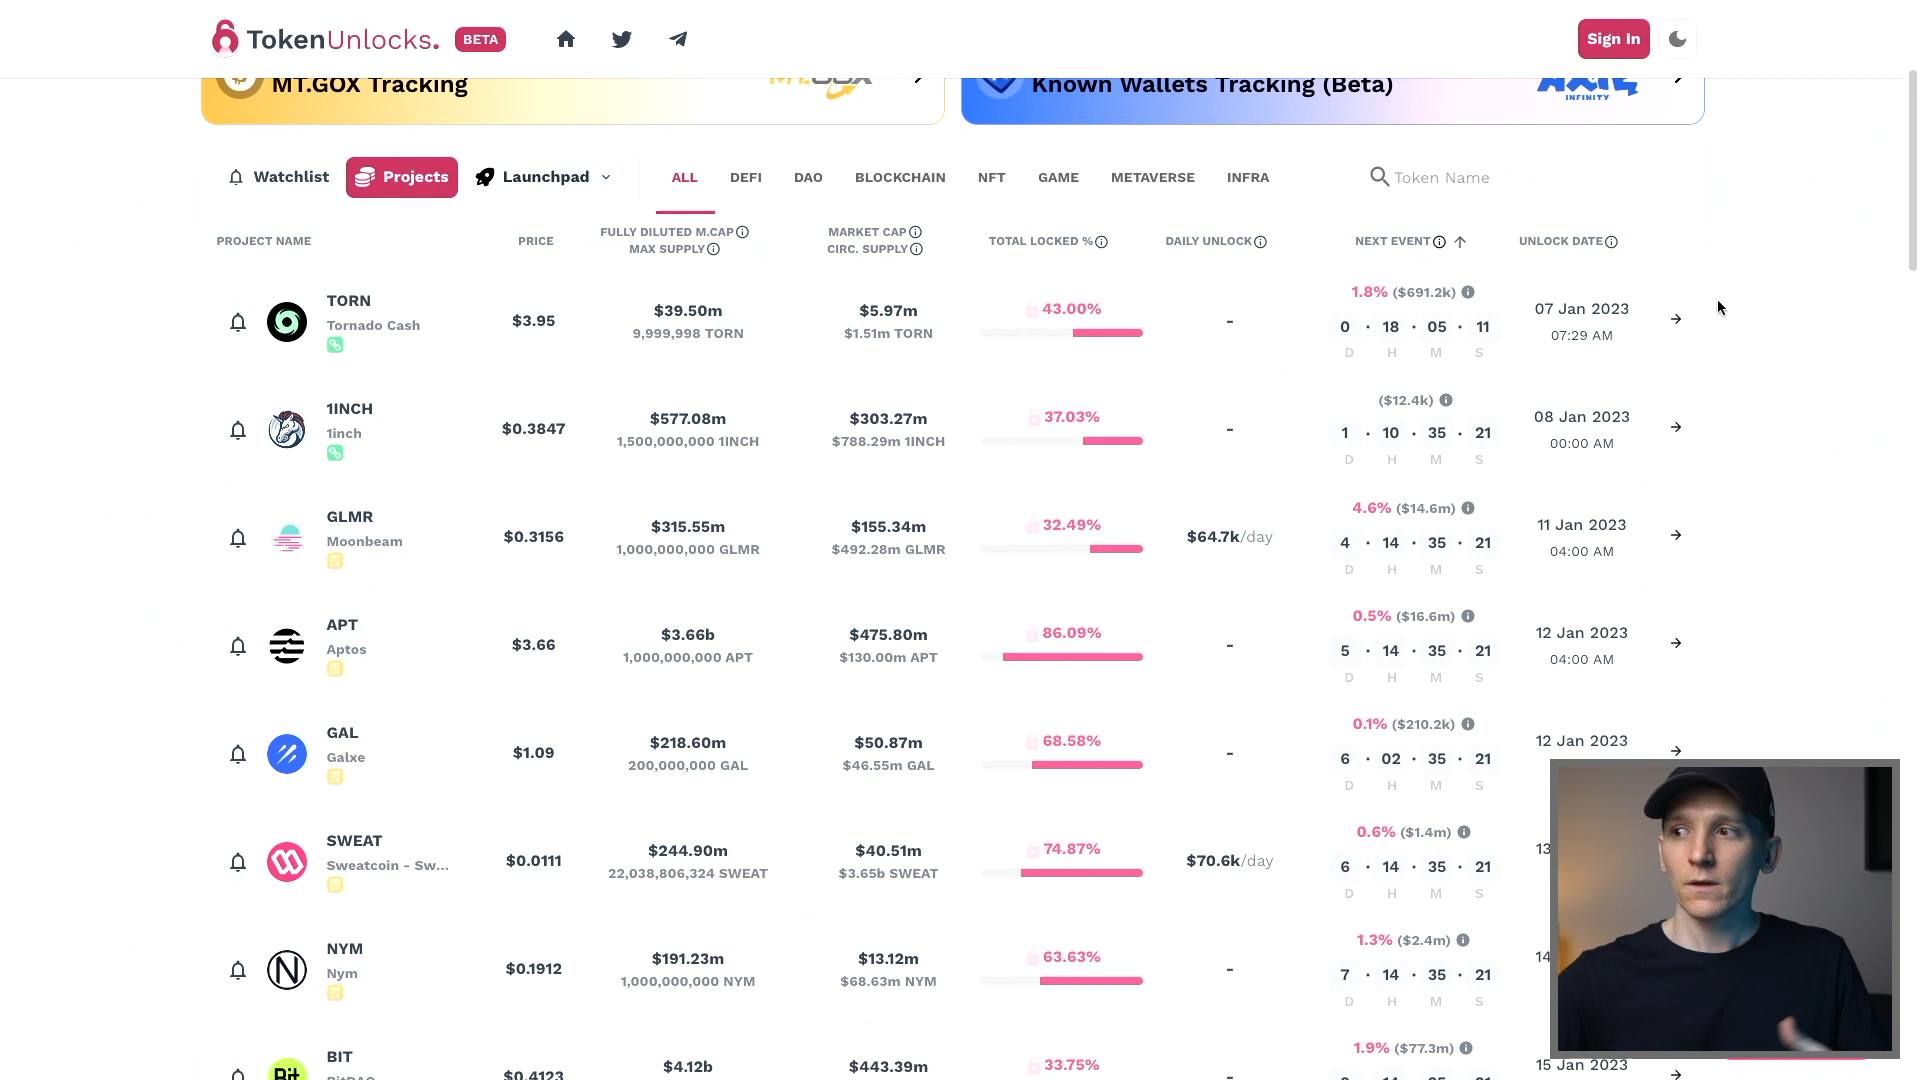 TokenUnlocks. BETA
Sign In
MT.GOX Tracking
Known Wallets Tracking (Beta)
INFINITY
Watchlist Projects Launchpad ALL DEFI DAO BLOCKCHAIN NFT GAME METAVERSE INFRA Token Name
PROJECT NAME PRICE FULLY DILUTED M.CAP MARKET CAP TOTAL LOCKED % DAILY UNLOCK NEXT EVENT UNLOCK DATE
MAX SUPPLY CIRC. SUPPLY
TORN $3.95 $39.50m $5.97m 43.00% - 1.8% ($691.2k) 07 Jan 2023
Tornado Cash 9,999,998 TORN $1.51m TORN 0 · 18 · 05 · 11 07:29 AM
D H M S
1INCH $0.3847 $577.08m $303.27m 37.03% - ($12.4k) 08 Jan 2023
1inch 1,500,000,000 1INCH $788.29m 1INCH 1 · 10 · 35 · 21 00:00 AM
D H M S
GLMR $0.3156 $315.55m $155.34m 32.49% $64.7k/day 4.6% ($14.6m) 11 Jan 2023
Moonbeam 1,000,000,000 GLMR $492.28m GLMR 4 · 14 · 35 · 21 04:00 AM
D H M S
APT $3.66 $3.66b $475.80m 86.09% - 0.5% ($16.6m) 12 Jan 2023
Aptos 1,000,000,000 APT $130.00m APT 5 · 14 · 35 · 21 04:00 AM
D H M S
GAL $1.09 $218.60m $50.87m 68.58% - 0.1% ($210.2k) 12 Jan 2023
Galxe 200,000,000 GAL $46.55m GAL 6 · 02 · 35 · 21
D H M S
SWEAT $0.0111 $244.90m $40.51m 74.87% $70.6k/day 0.6% ($1.4m) 13
Sweatcoin - Sw... 22,038,806,324 SWEAT $3.65b SWEAT 6 · 14 · 35 · 21
D H M S
NYM $0.1912 $191.23m $13.12m 63.63% - 1.3% ($2.4m) 14
Nym 1,000,000,000 NYM $68.63m NYM 7 · 14 · 35 · 21
D H M S
BIT $0.4123 $4.12b $443.39m 33.75% - 1.9% ($77.3m) 15 Jan 2023
Bit